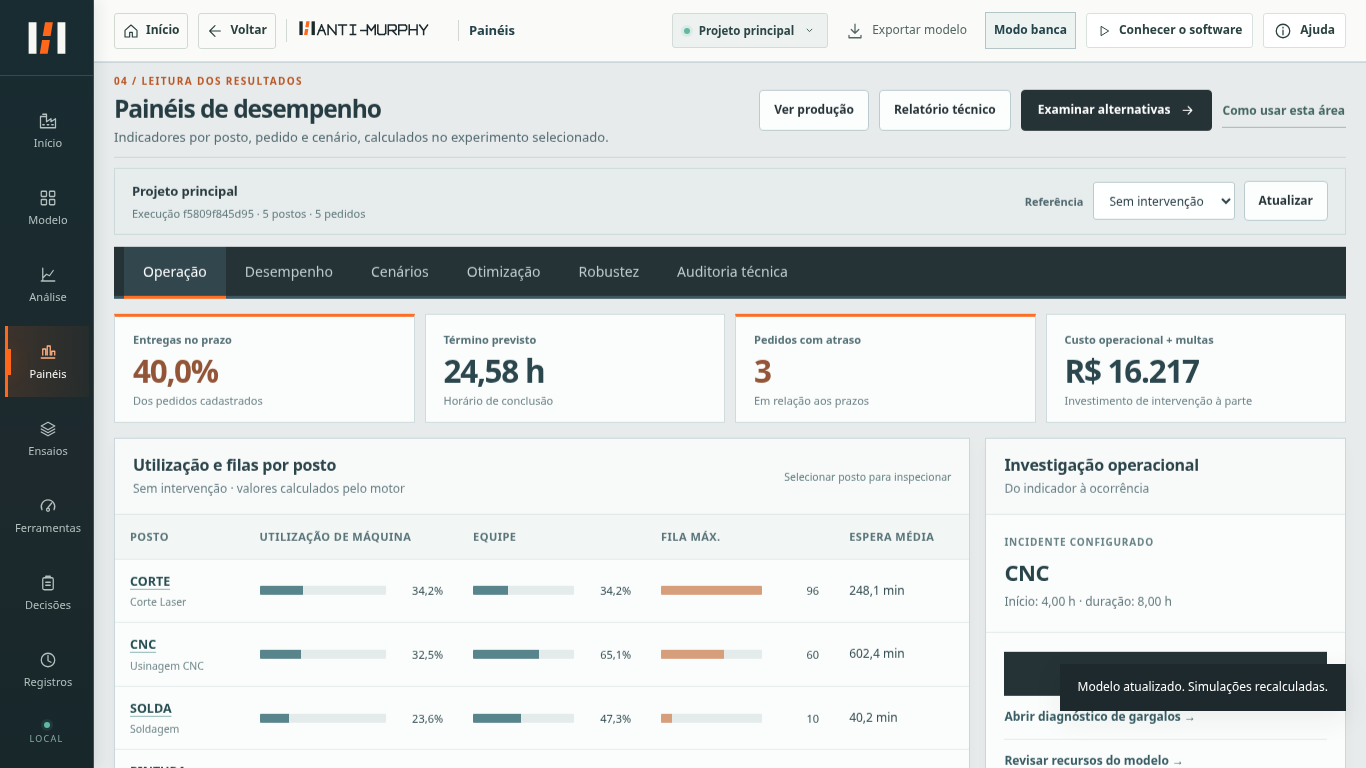 Início
Voltar
ANTI-MURPHY
Painéis
Projeto principal
Exportar modelo
Modo banca
Conhecer o software
Ajuda
04 / LEITURA DOS RESULTADOS
Painéis de desempenho
Indicadores por posto, pedido e cenário, calculados no experimento selecionado.
Ver produção
Relatório técnico
Examinar alternativas →
Como usar esta área
Início
Modelo
Análise
Painéis
Ensaios
Ferramentas
Decisões
Registros
LOCAL
Projeto principal
Execução f5809f845d95 · 5 postos · 5 pedidos
Referência
Sem intervenção
Atualizar
Operação
Desempenho
Cenários
Otimização
Robustez
Auditoria técnica
Entregas no prazo
40,0%
Dos pedidos cadastrados
Término previsto
24,58 h
Horário de conclusão
Pedidos com atraso
3
Em relação aos prazos
Custo operacional + multas
R$ 16.217
Investimento de intervenção à parte
Utilização e filas por posto
Sem intervenção · valores calculados pelo motor
Selecionar posto para inspecionar
POSTO UTILIZAÇÃO DE MÁQUINA EQUIPE FILA MÁX. ESPERA MÉDIA
CORTE
Corte Laser
34,2% 34,2% 96 248,1 min
CNC
Usinagem CNC
32,5% 65,1% 60 602,4 min
SOLDA
Soldagem
23,6% 47,3% 10 40,2 min
Investigação operacional
Do indicador à ocorrência
INCIDENTE CONFIGURADO
CNC
Início: 4,00 h · duração: 8,00 h
Modelo atualizado. Simulações recalculadas.
Abrir diagnóstico de gargalos →
Revisar recursos do modelo →